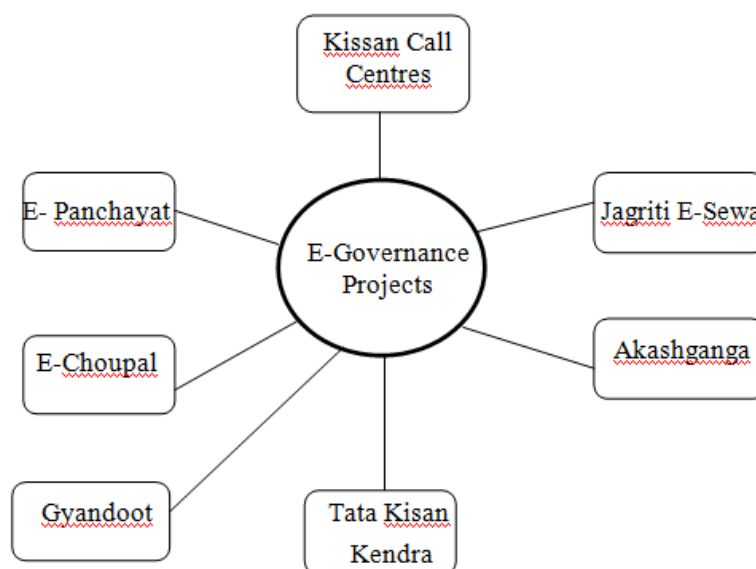 Kissan Call
Centres
E- Panchayat
Jagriti E-Sewa
E-Governance
Projects
E-Choupal
Akashganga
Gyandoot
Tata Kisan
Kendra